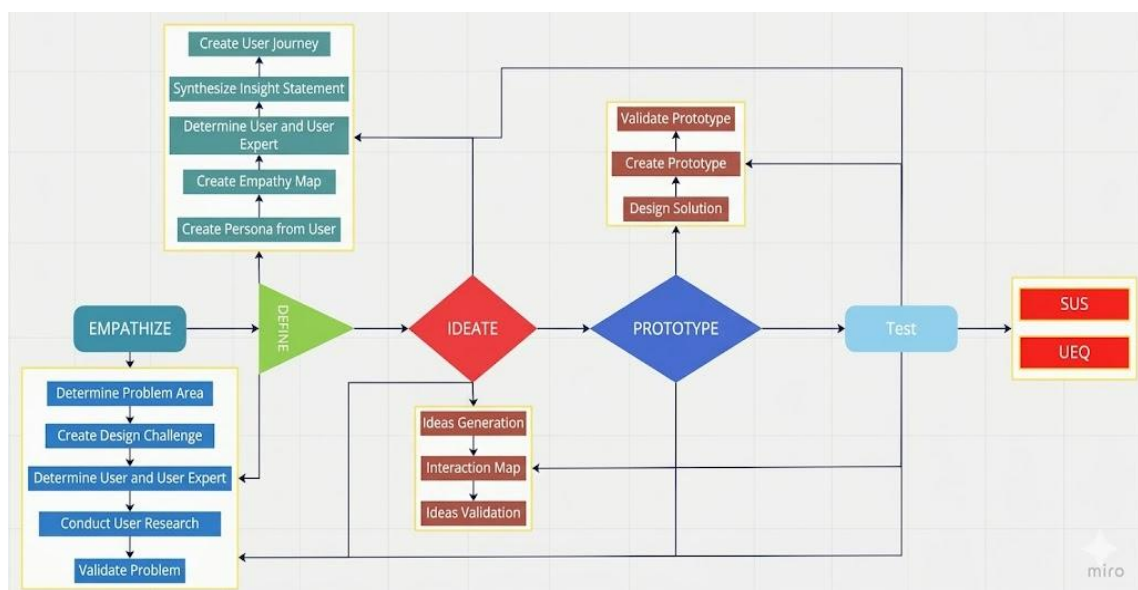 Create User Journey
Synthesize Insight Statement
Determine User and User
Expert
Create Empathy Map
Create Persona from User
Validate Prototype
Create Prototype
Design Solution
EMPATHIZE
DEFINE
IDEATE
PROTOTYPE
Test
SUS
UEQ
Determine Problem Area
Create Design Challenge
Determine User and User Expert
Conduct User Research
Validate Problem
Ideas Generation
Interaction Map
Ideas Validation
miro